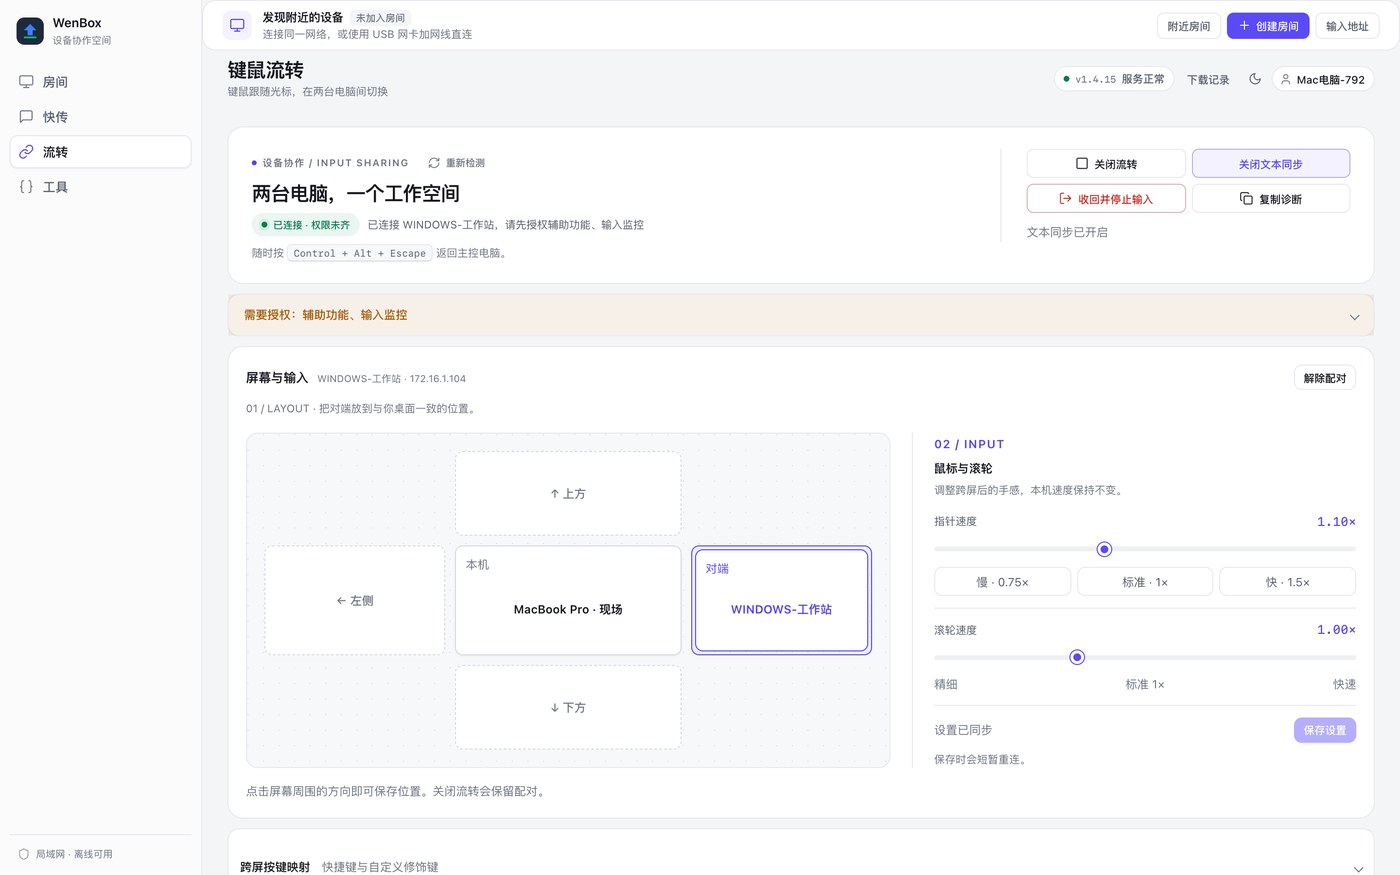 WenBox
设备协作空间
房间
快传
流转
工具
局域网 · 离线可用
发现附近的设备 未加入房间
连接同一网络，或使用 USB 网卡加网线直连
附近房间 + 创建房间 输入地址
键鼠流转
键鼠跟随光标，在两台电脑间切换
v1.4.15 服务正常 下载记录 Mac电脑-792
设备协作 / INPUT SHARING 重新检测
两台电脑，一个工作空间
已连接 · 权限未齐 已连接 WINDOWS-工作站，请先授权辅助功能、输入监控
随时按 Control + Alt + Escape 返回主控电脑。
关闭流转 关闭文本同步
收回并停止输入 复制诊断
文本同步已开启
需要授权：辅助功能、输入监控
屏幕与输入 WINDOWS-工作站 · 172.16.1.104
解除配对
01 / LAYOUT · 把对端放到与你桌面一致的位置。
↑ 上方
← 左侧
本机
MacBook Pro · 现场
对端
WINDOWS-工作站
↓ 下方
点击屏幕周围的方向即可保存位置。关闭流转会保留配对。
02 / INPUT
鼠标与滚轮
调整跨屏后的手感，本机速度保持不变。
指针速度 1.10×
慢 · 0.75× 标准 · 1× 快 · 1.5×
滚轮速度 1.00×
精细 标准 1× 快速
设置已同步 保存设置
保存时会短暂重连。
跨屏按键映射 快捷键与自定义修饰键